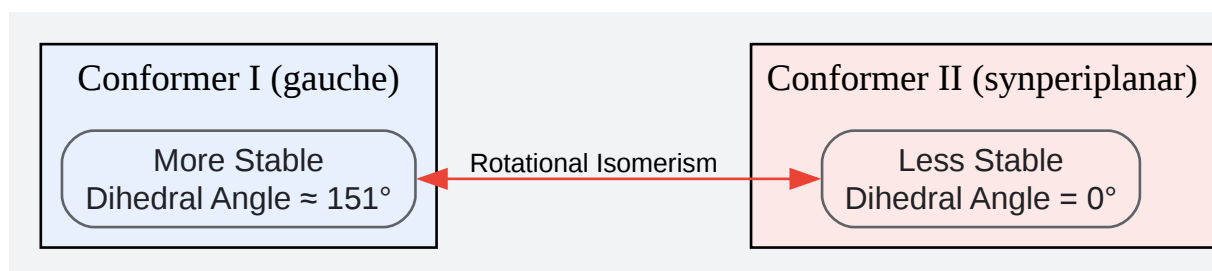 Conformer I (gauche)
More Stable
Dihedral Angle ≈ 151°
Rotational Isomerism
Conformer II (synperiplanar)
Less Stable
Dihedral Angle = 0°